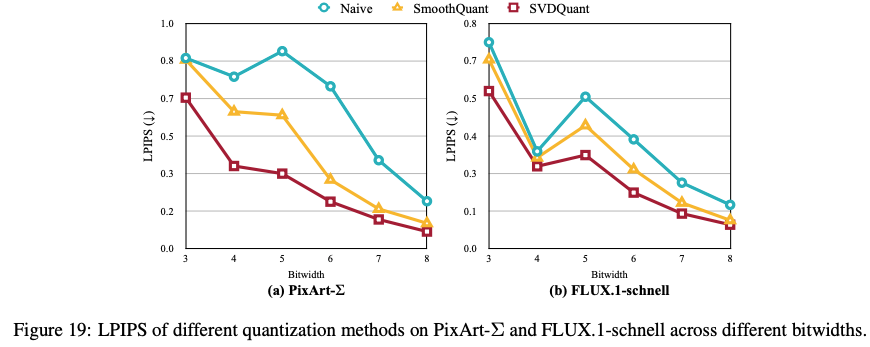 Naive SmoothQuant SVDQuant
LPIPS (↓)
1.0
0.8
0.7
0.5
0.3
0.2
0.0
3 4 5 6 7 8
Bitwidth
(a) PixArt-Σ
LPIPS (↓)
0.8
0.7
0.5
0.4
0.3
0.1
0.0
3 4 5 6 7 8
Bitwidth
(b) FLUX.1-schnell
Figure 19: LPIPS of different quantization methods on PixArt-Σ and FLUX.1-schnell across different bitwidths.